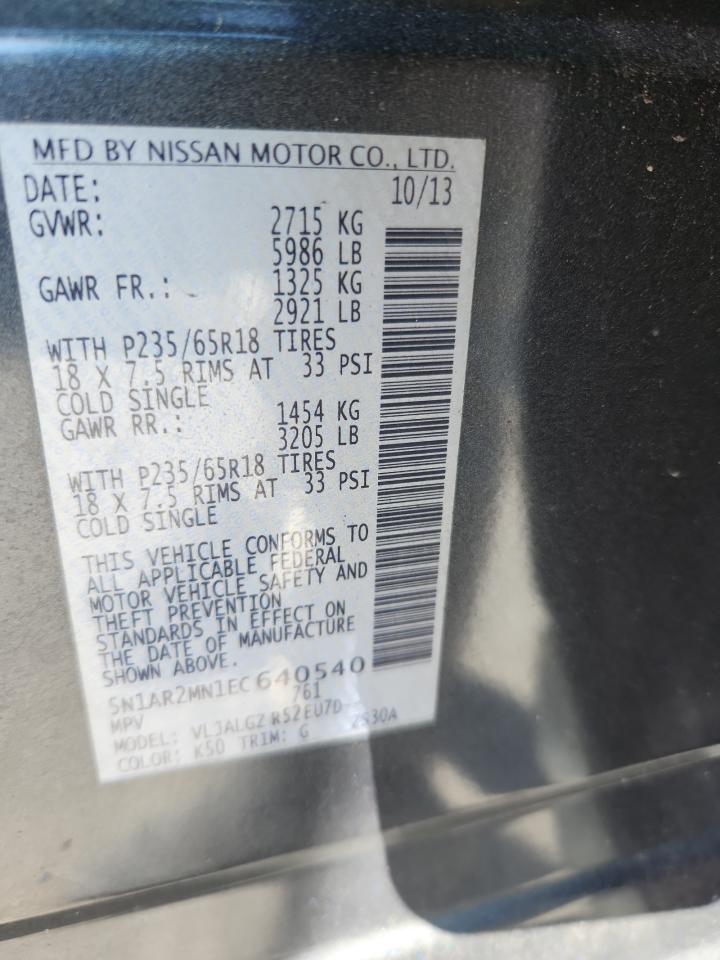 MFD BY NISSAN MOTOR CO., LTD.
DATE: 10/13
GVWR: 2715 KG
5986 LB
GAWR FR.: 1325 KG
2921 LB
WITH P235/65R18 TIRES
18 X 7.5 RIMS AT 33 PSI
COLD SINGLE
GAWR RR.: 1454 KG
3205 LB
WITH P235/65R18 TIRES
18 X 7.5 RIMS AT 33 PSI
COLD SINGLE
THIS VEHICLE CONFORMS TO
ALL APPLICABLE FEDERAL
MOTOR VEHICLE SAFETY AND
THEFT PREVENTION
STANDARDS IN EFFECT ON
THE DATE OF MANUFACTURE
SHOWN ABOVE.
5N1AR2MN1EC640540
MPV 761
MODEL: R52EU7D-
COLOR: K50 TRIM: G